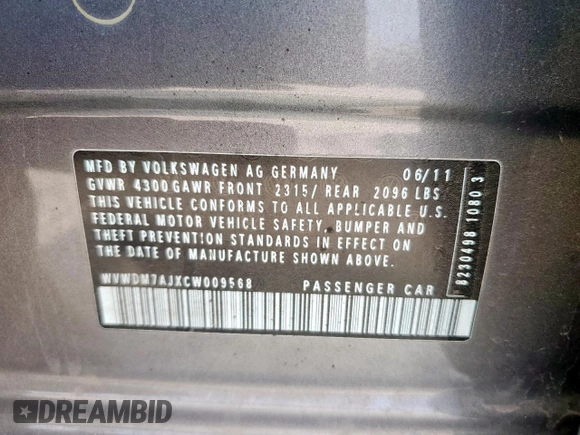 MFD BY VOLKSWAGEN AG GERMANY 06/11
GVWR 4300 GAWR FRONT 2315/ REAR 2096 LBS
THIS VEHICLE CONFORMS TO ALL APPLICABLE U.S.
FEDERAL MOTOR VEHICLE SAFETY, BUMPER AND
THEFT PREVENTION STANDARDS IN EFFECT ON
THE DATE OF MANUFACTURE SHOWN ABOVE.
WVWDM7AJXCW009568 PASSENGER CAR
8230498 1080 3
DREAMBID